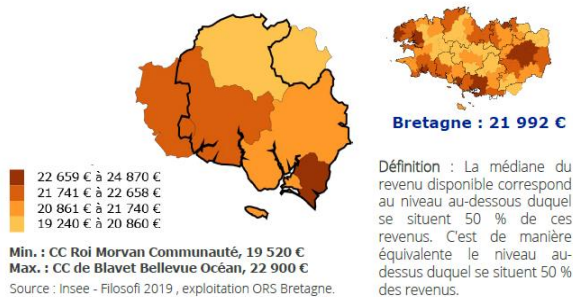 22 659 € à 24 870 €
21 741 € à 22 658 €
20 861 € à 21 740 €
19 240 € à 20 860 €
Min. : CC Roi Morvan Communauté, 19 520 €
Max. : CC de Blavet Bellevue Océan, 22 900 €
Source : Insee - Filosofi 2019 , exploitation ORS Bretagne.
Bretagne : 21 992 €
Définition : La médiane du
revenu disponible correspond
au niveau au-dessous duquel
se situent 50 % de ces
revenus. C'est de manière
équivalente le niveau au-
dessus duquel se situent 50 %
des revenus.